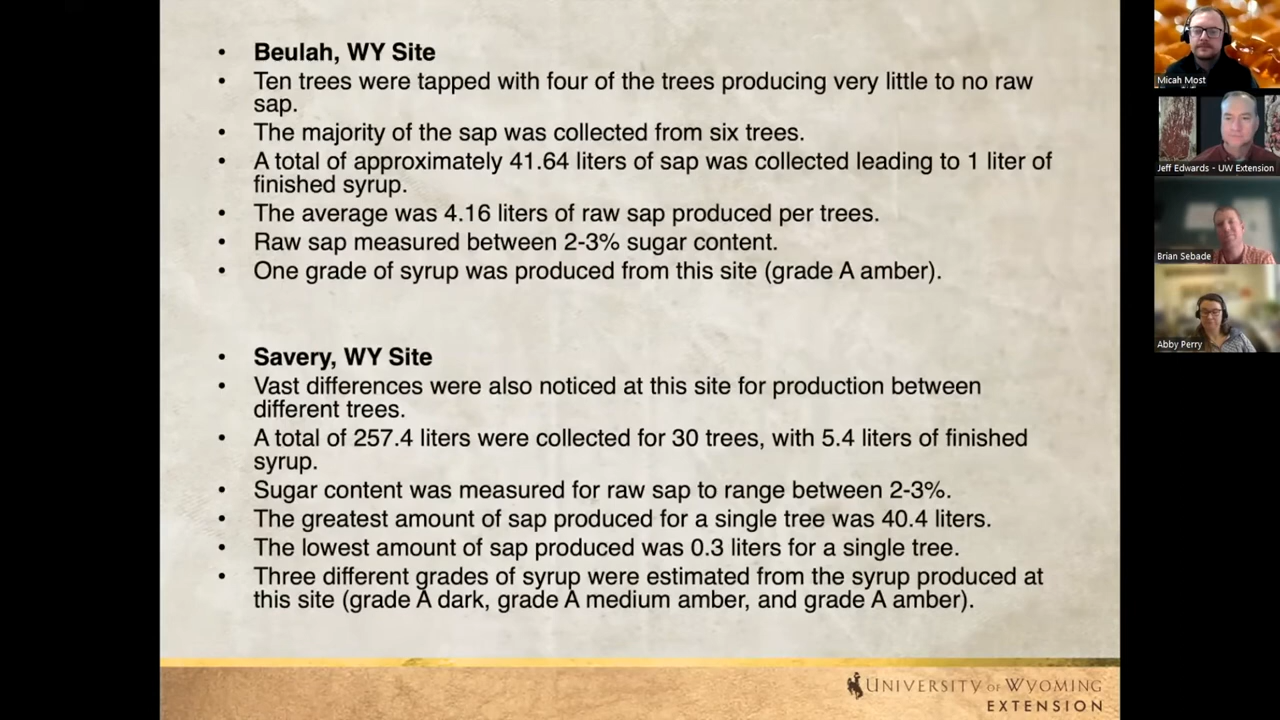 • Beulah, WY Site
• Ten trees were tapped with four of the trees producing very little to no raw
sap.
• The majority of the sap was collected from six trees.
• A total of approximately 41.64 liters of sap was collected leading to 1 liter of
finished syrup.
• The average was 4.16 liters of raw sap produced per trees.
• Raw sap measured between 2-3% sugar content.
• One grade of syrup was produced from this site (grade A amber).
• Savery, WY Site
• Vast differences were also noticed at this site for production between
different trees.
• A total of 257.4 liters were collected for 30 trees, with 5.4 liters of finished
syrup.
• Sugar content was measured for raw sap to range between 2-3%.
• The greatest amount of sap produced for a single tree was 40.4 liters.
• The lowest amount of sap produced was 0.3 liters for a single tree.
• Three different grades of syrup were estimated from the syrup produced at
this site (grade A dark, grade A medium amber, and grade A amber).
UNIVERSITY OF WYOMING
EXTENSION
Micah Most
Jeff Edwards - UW Extension
Brian Sebade
Abby Perry